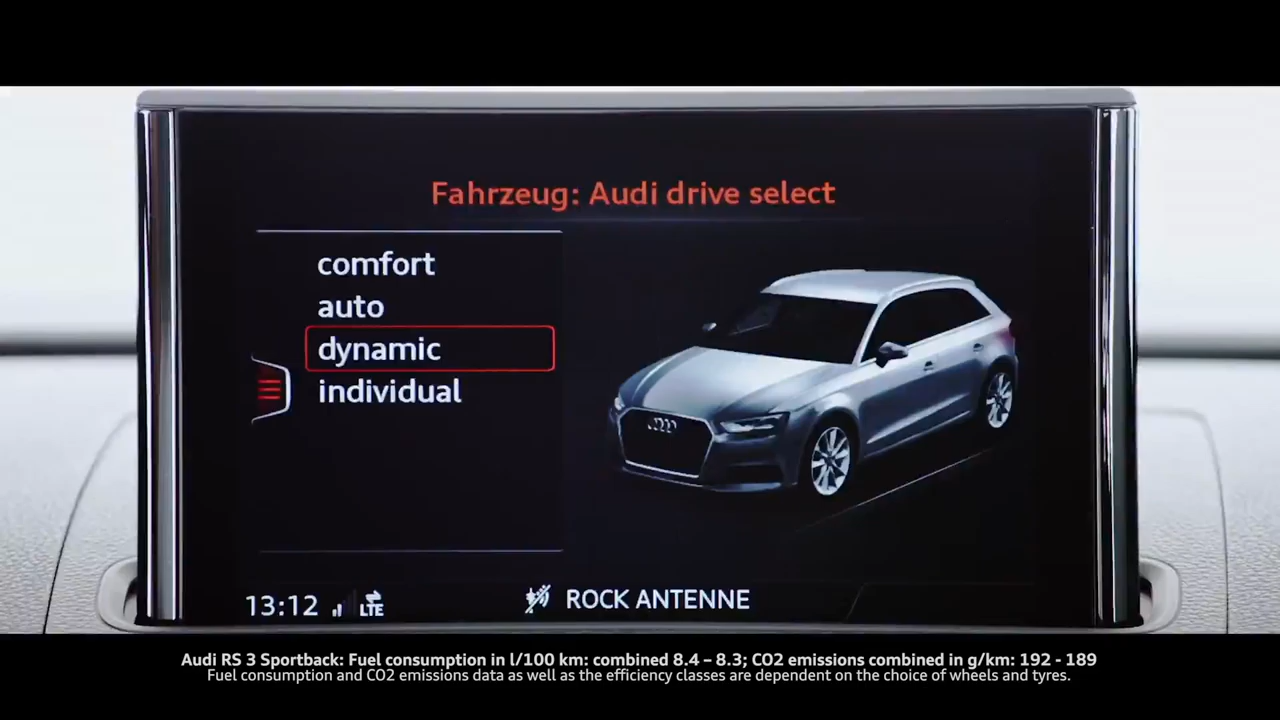 Fahrzeug: Audi drive select
comfort
auto
dynamic
individual
13:12 LTE ROCK ANTENNE
Audi RS 3 Sportback: Fuel consumption in l/100 km: combined 8.4 – 8.3; CO2 emissions combined in g/km: 192 - 189
Fuel consumption and CO2 emissions data as well as the efficiency classes are dependent on the choice of wheels and tyres.